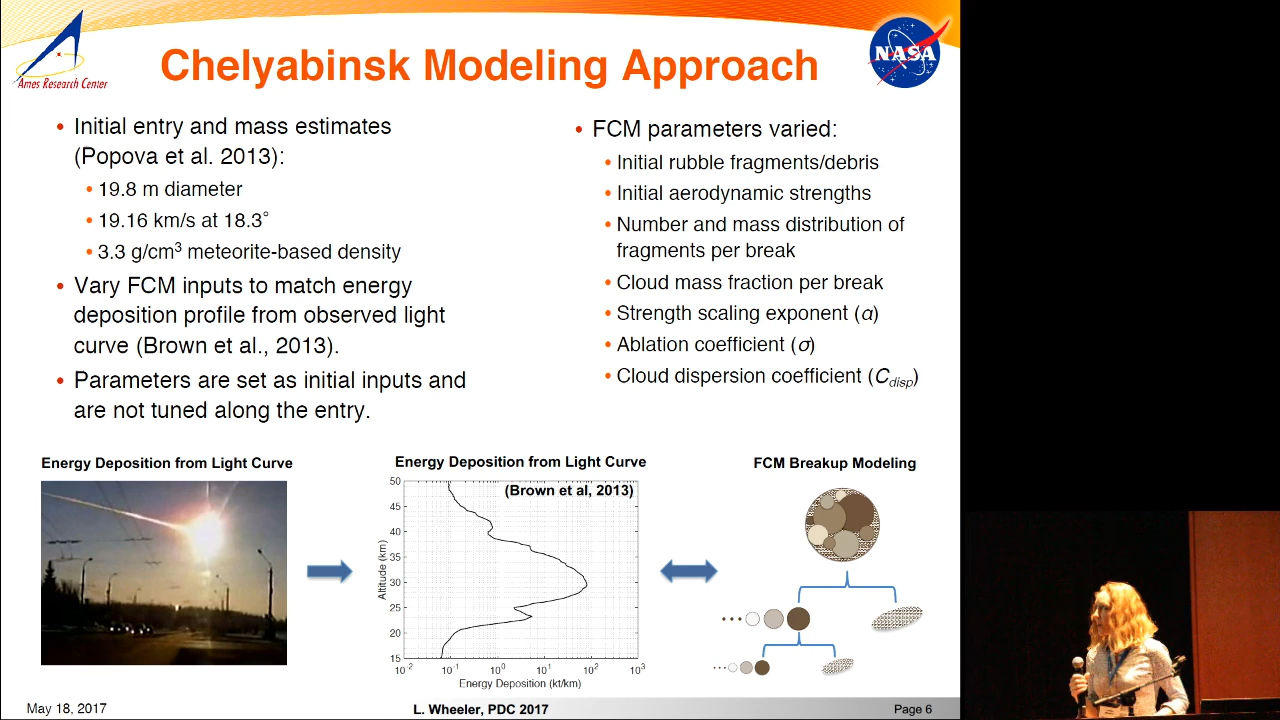 Ames Research Center
NASA
Chelyabinsk Modeling Approach
• Initial entry and mass estimates
(Popova et al. 2013):
• 19.8 m diameter
• 19.16 km/s at 18.3°
• 3.3 g/cm³ meteorite-based density
• Vary FCM inputs to match energy
deposition profile from observed light
curve (Brown et al., 2013).
• Parameters are set as initial inputs and
are not tuned along the entry.
• FCM parameters varied:
• Initial rubble fragments/debris
• Initial aerodynamic strengths
• Number and mass distribution of
fragments per break
• Cloud mass fraction per break
• Strength scaling exponent (α)
• Ablation coefficient (σ)
• Cloud dispersion coefficient (C_disp)
Energy Deposition from Light Curve
Energy Deposition from Light Curve
(Brown et al, 2013)
50
45
40
35
30
25
20
15
Altitude (km)
10⁻² 10⁻¹ 10⁰ 10¹ 10² 10³
Energy Deposition (kt/km)
FCM Breakup Modeling
May 18, 2017
L. Wheeler, PDC 2017
Page 6